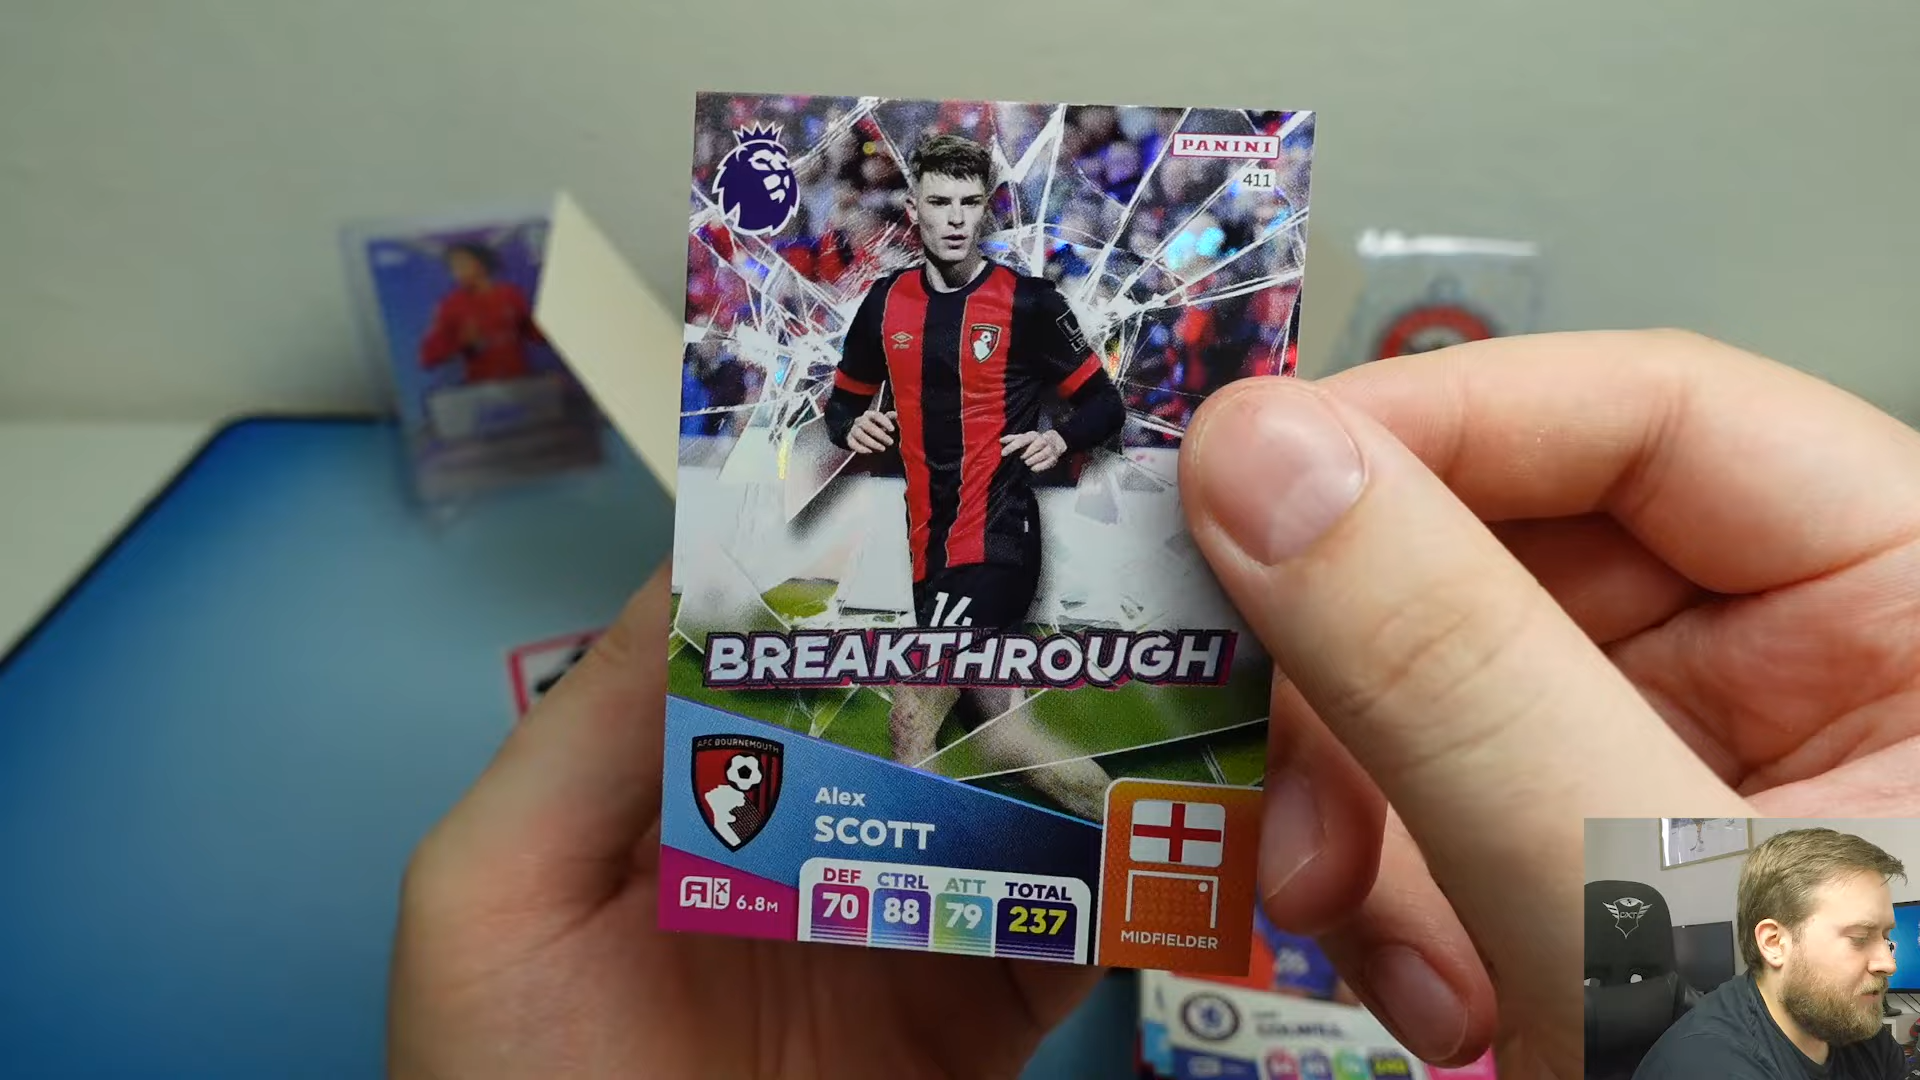 PANINI
411
14
BREAKTHROUGH
AFC BOURNEMOUTH
Alex
SCOTT
DEF CTRL ATT TOTAL
70 88 79 237
XL 6.8M
MIDFIELDER
26